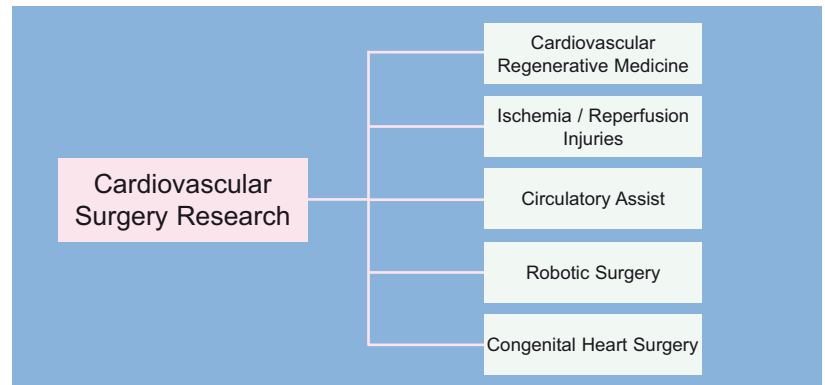 Cardiovascular
Surgery Research
Cardiovascular
Regenerative Medicine
Ischemia / Reperfusion
Injuries
Circulatory Assist
Robotic Surgery
Congenital Heart Surgery